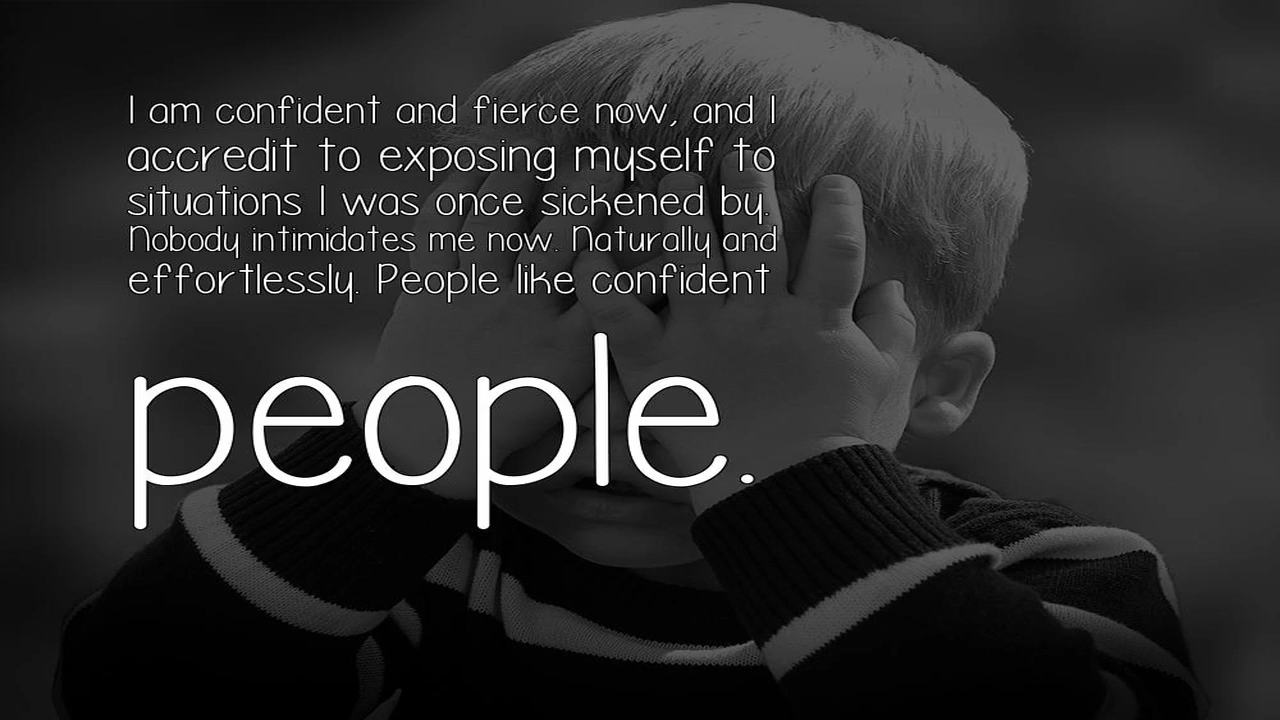 I am confident and fierce now, and I
accredit to exposing myself to
situations I was once sickened by.
Nobody intimidates me now. Naturally and
effortlessly. People like confident
people.